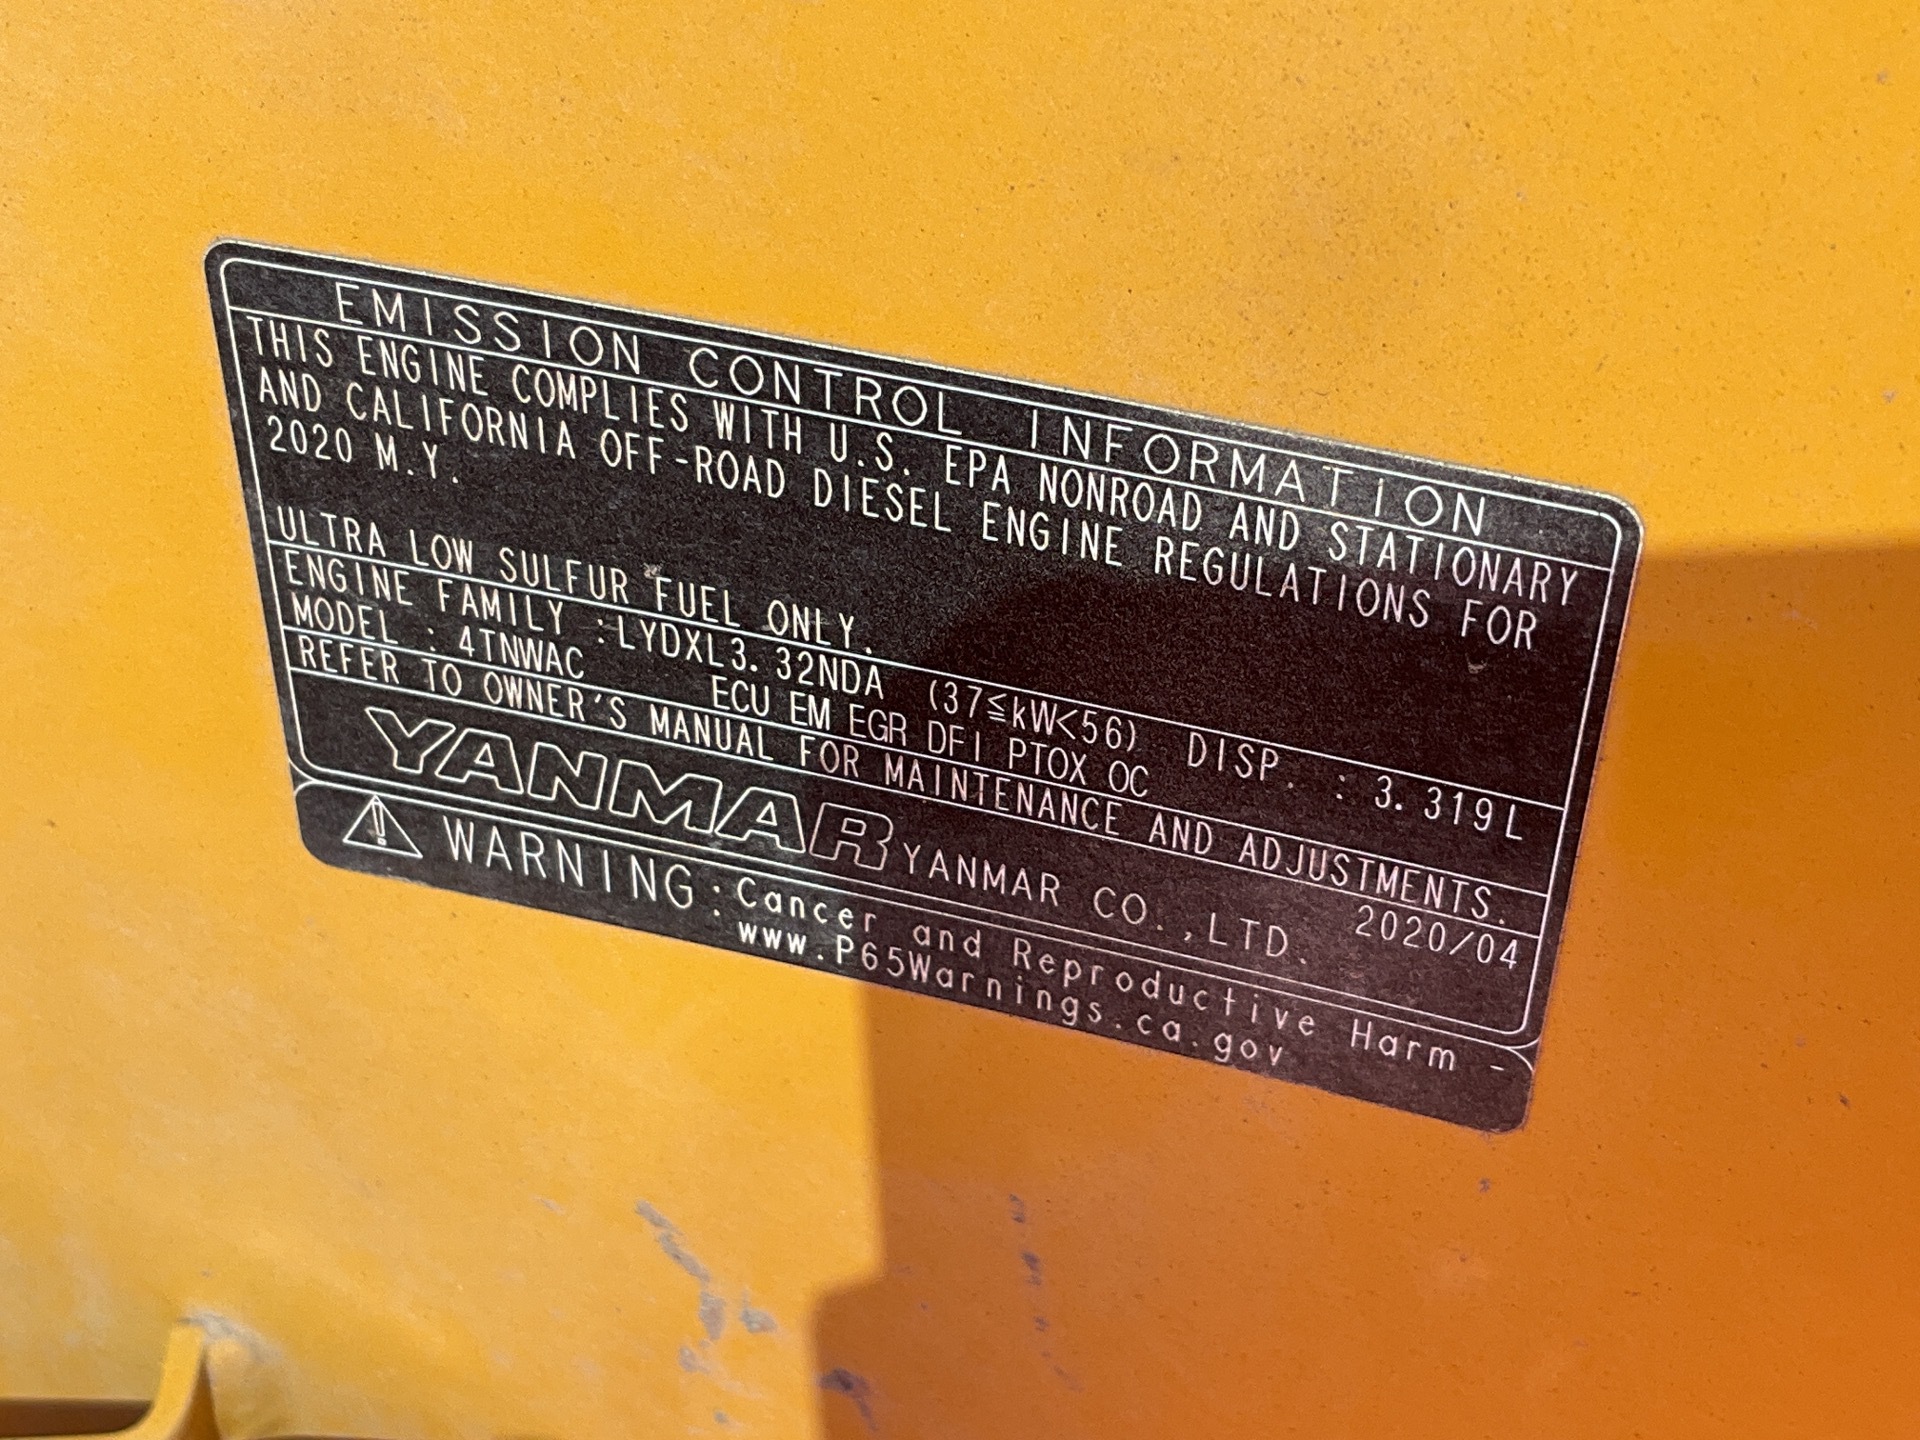 EMISSION CONTROL INFORMATION
THIS ENGINE COMPLIES WITH U.S. EPA NONROAD AND STATIONARY
AND CALIFORNIA OFF-ROAD DIESEL ENGINE REGULATIONS FOR
2020 M.Y.
ULTRA LOW SULFUR FUEL ONLY.
ENGINE FAMILY :LYDXL3.32NDA (37≦kW<56) DISP. : 3.319L
MODEL : 4TNWAC ECU EM EGR DFI PTOX OC
REFER TO OWNER'S MANUAL FOR MAINTENANCE AND ADJUSTMENTS.
YANMAR YANMAR CO.,LTD. 2020/04
WARNING: Cancer and Reproductive Harm -
www.P65Warnings.ca.gov